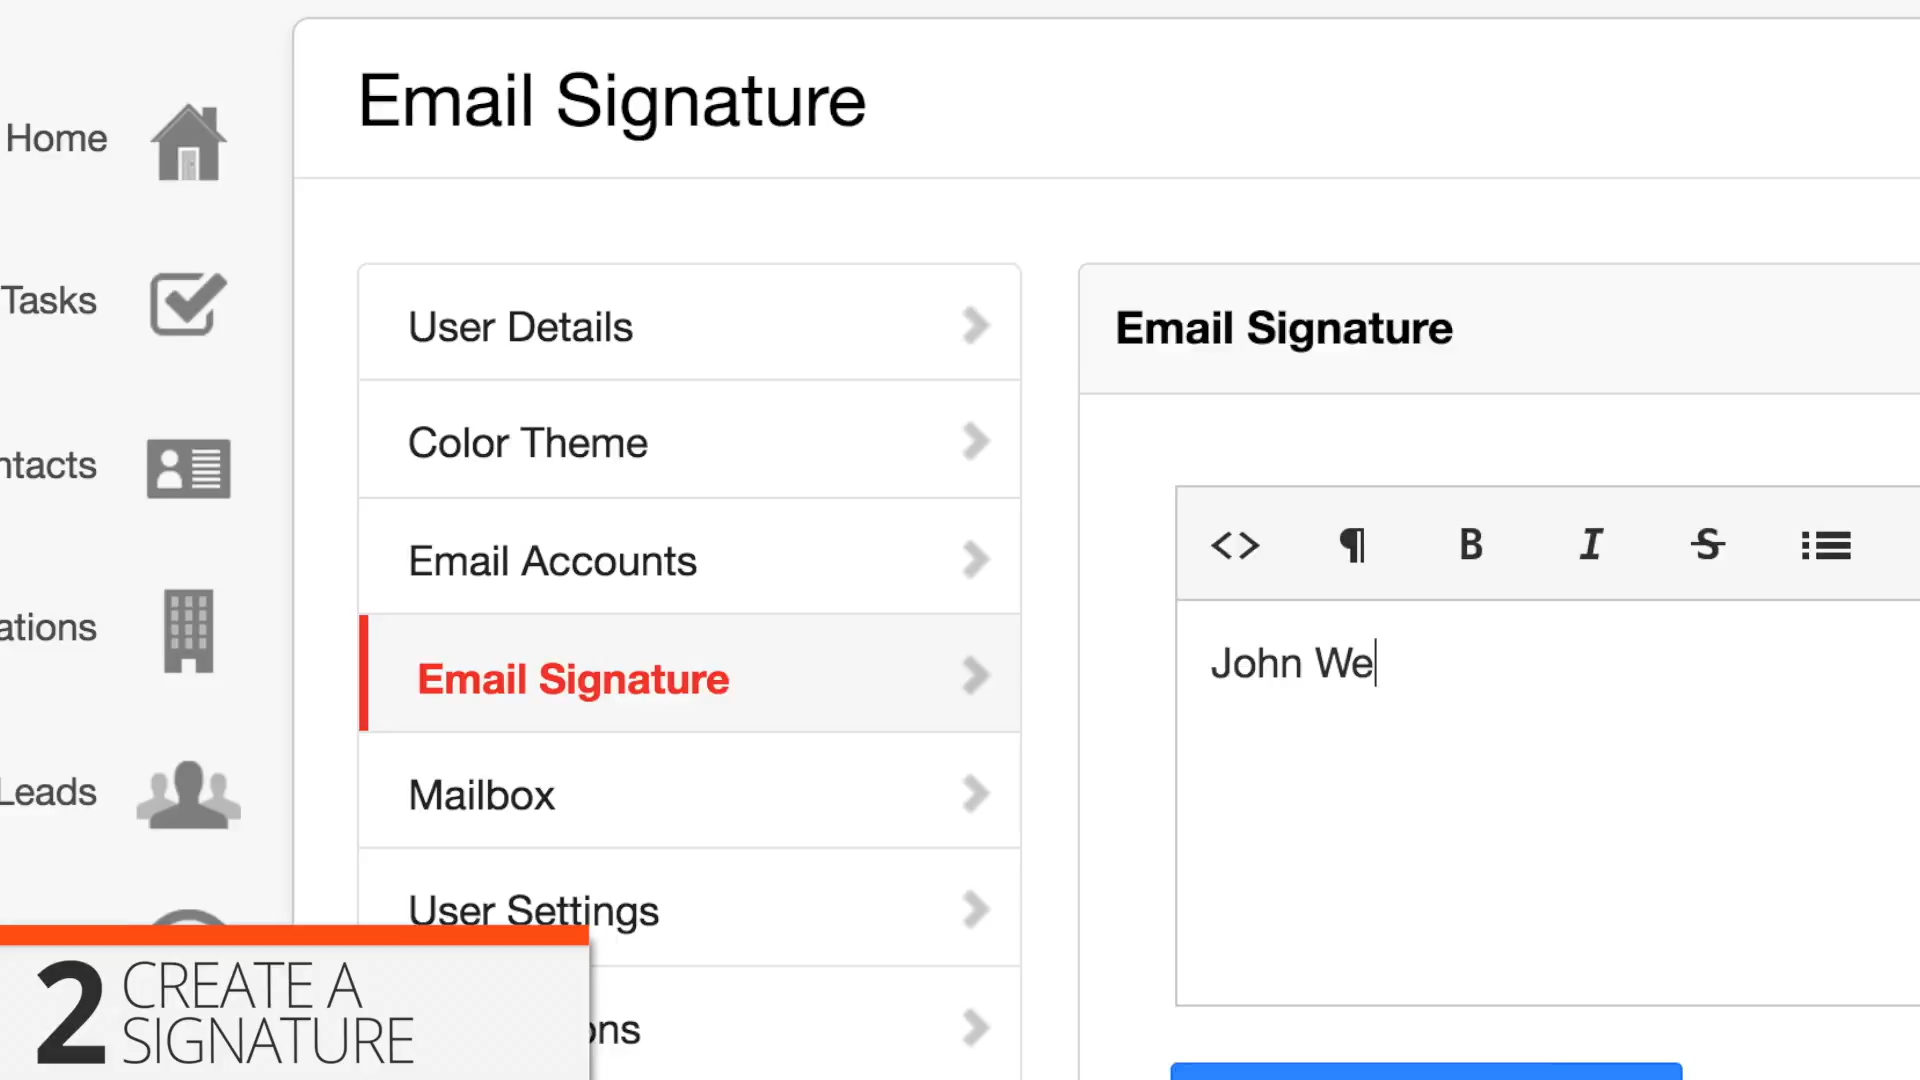 Email Signature
Home
Tasks
ntacts
ations
Leads
User Details
Color Theme
Email Accounts
Email Signature
Mailbox
User Settings
ons
Email Signature
<> ¶ B I S
John We
2 CREATE A
SIGNATURE